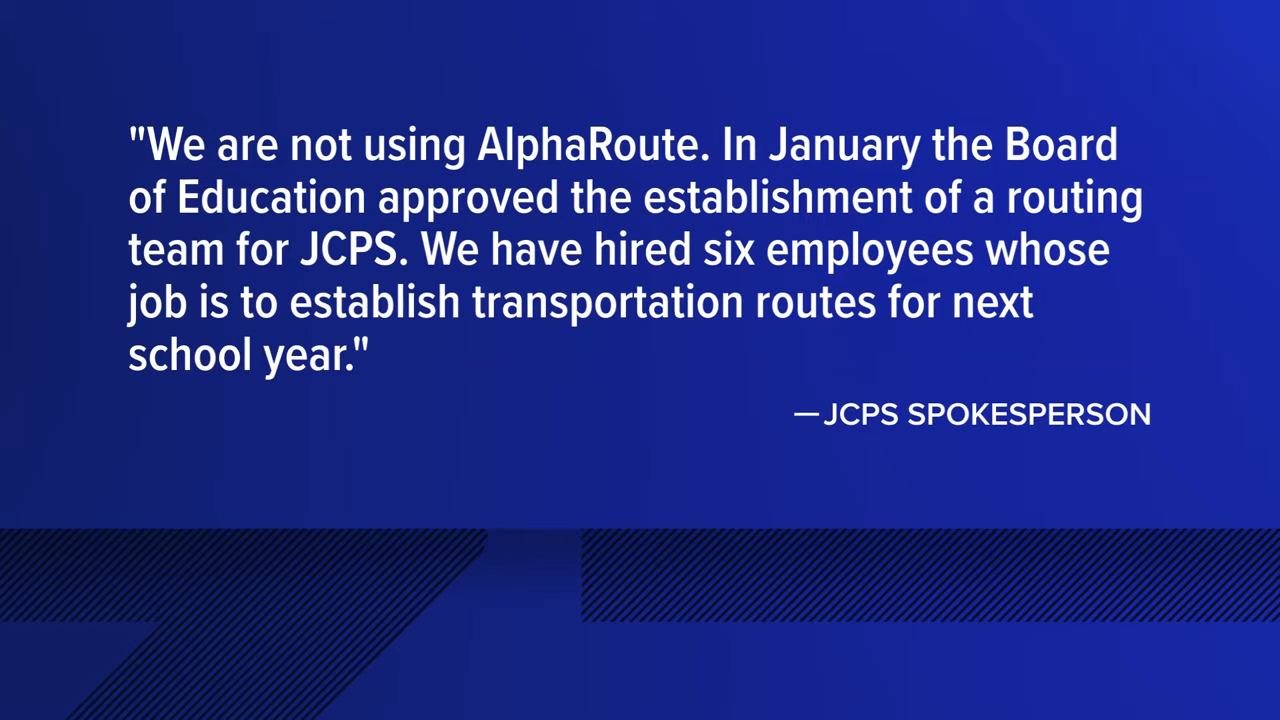 "We are not using AlphaRoute. In January the Board
of Education approved the establishment of a routing
team for JCPS. We have hired six employees whose
job is to establish transportation routes for next
school year."
— JCPS SPOKESPERSON